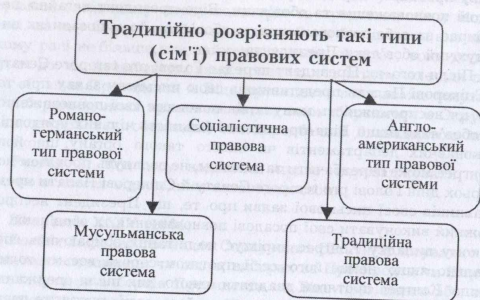 Традиційно розрізняють такі типи
(сім'ї) правових систем
Романо-
германський
тип правової
системи
Соціалістична
правова
система
Англо-
американський
тип правової
системи
Мусульманська
правова
система
Традиційна
правова
система